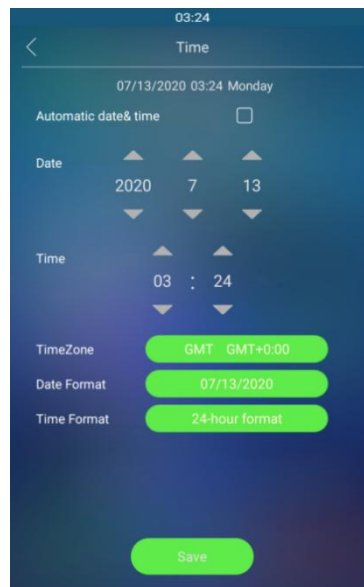 03:24
Time
07/13/2020 03:24 Monday
Automatic date& time
Date
2020 7 13
Time
03 : 24
TimeZone GMT GMT+0:00
Date Format 07/13/2020
Time Format 24-hour format
Save